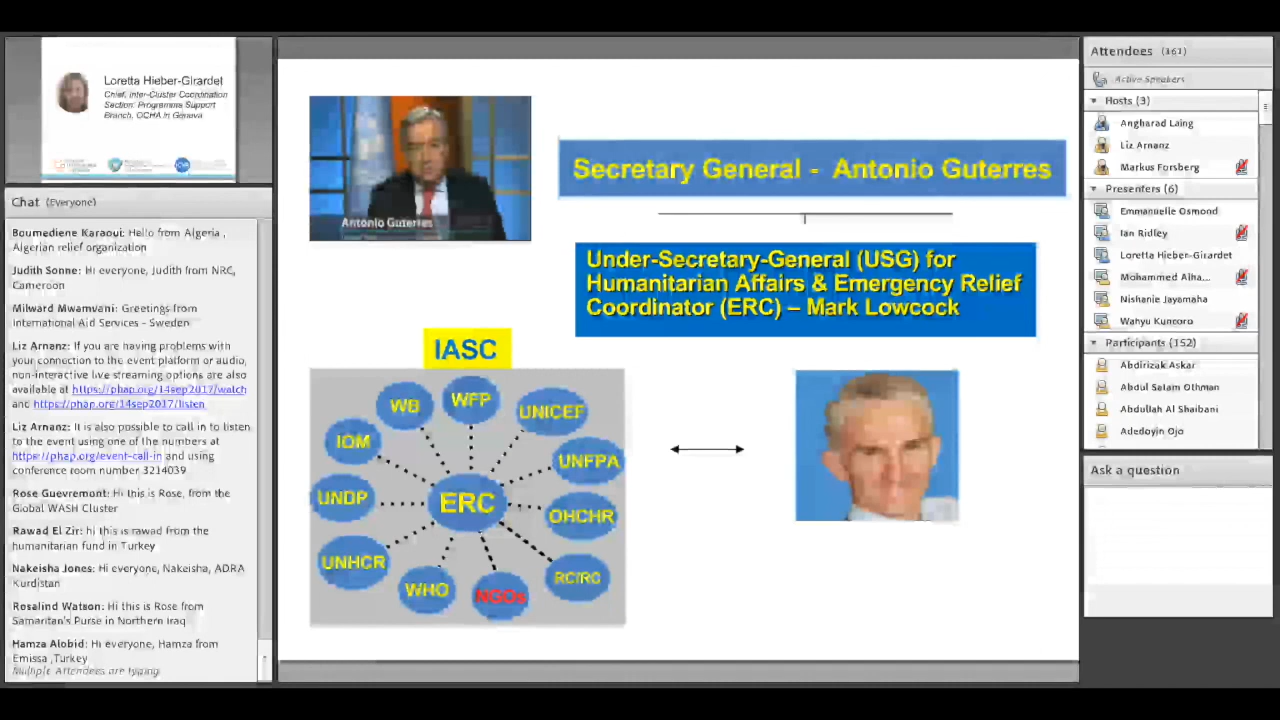 Loretta Hieber-Girardet
Chief, Inter-Cluster Coordination
Section: Programme Support
Branch, OCHA in Geneva
Chat (Everyone)
Boumediene Karaoui: Hello from Algeria ,
Algerian relief organization
Judith Sonne: Hi everyone, Judith from NRC,
Cameroon
Milward Mwamvani: Greetings from
International Aid Services - Sweden
Liz Arnanz: If you are having problems with
your connection to the event platform or audio,
non-interactive live streaming options are also
available at https://phap.org/14sep2017/watch
and https://phap.org/14sep2017/listen
Liz Arnanz: It is also possible to call in to listen
to the event using one of the numbers at
https://phap.org/event-call-in and using
conference room number 3214039
Rose Guevremont: Hi this is Rose, from the
Global WASH Cluster
Rawad El Zir: hi this is rawad from the
humanitarian fund in Turkey
Nakeisha Jones: Hi everyone, Nakeisha, ADRA
Kurdistan
Rosalind Watson: Hi this is Rose from
Samaritan's Purse in Northern Iraq
Hamza Alobid: Hi everyone, Hamza from
Emissa ,Turkey
Multiple Attendees are typing
Antonio Guterres
Secretary General - Antonio Guterres
Under-Secretary-General (USG) for
Humanitarian Affairs & Emergency Relief
Coordinator (ERC) – Mark Lowcock
IASC
WB
WFP
UNICEF
IOM
UNFPA
UNDP
ERC
OHCHR
UNHCR
WHO
NGOs
RC/RC
Attendees (161)
Active Speakers
Hosts (3)
Angharad Laing
Liz Arnanz
Markus Forsberg
Presenters (6)
Emmanuelle Osmond
Ian Ridley
Loretta Hieber-Girardet
Mohammed Alha...
Nishanie Jayamaha
Wahyu Kuncoro
Participants (152)
Abdirizak Askar
Abdul Salam Othman
Abdullah Al Shaibani
Adedoyin Ojo
Ask a question